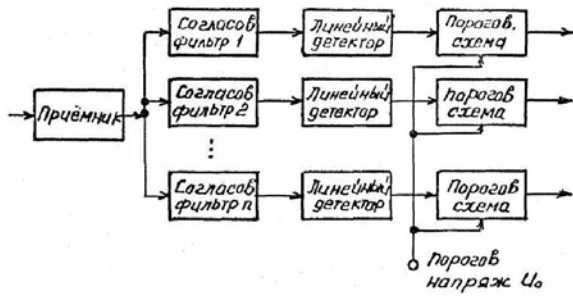 Согласов
фильтр 1
Линейный
детектор
Порогов.
схема
Приёмник
Согласов
фильтр 2
Линейный
детектор
Порогов
схема
⋮
Согласов
фильтр n
Линейный
детектор
Порогов
схема
Порогов
напряж U₀